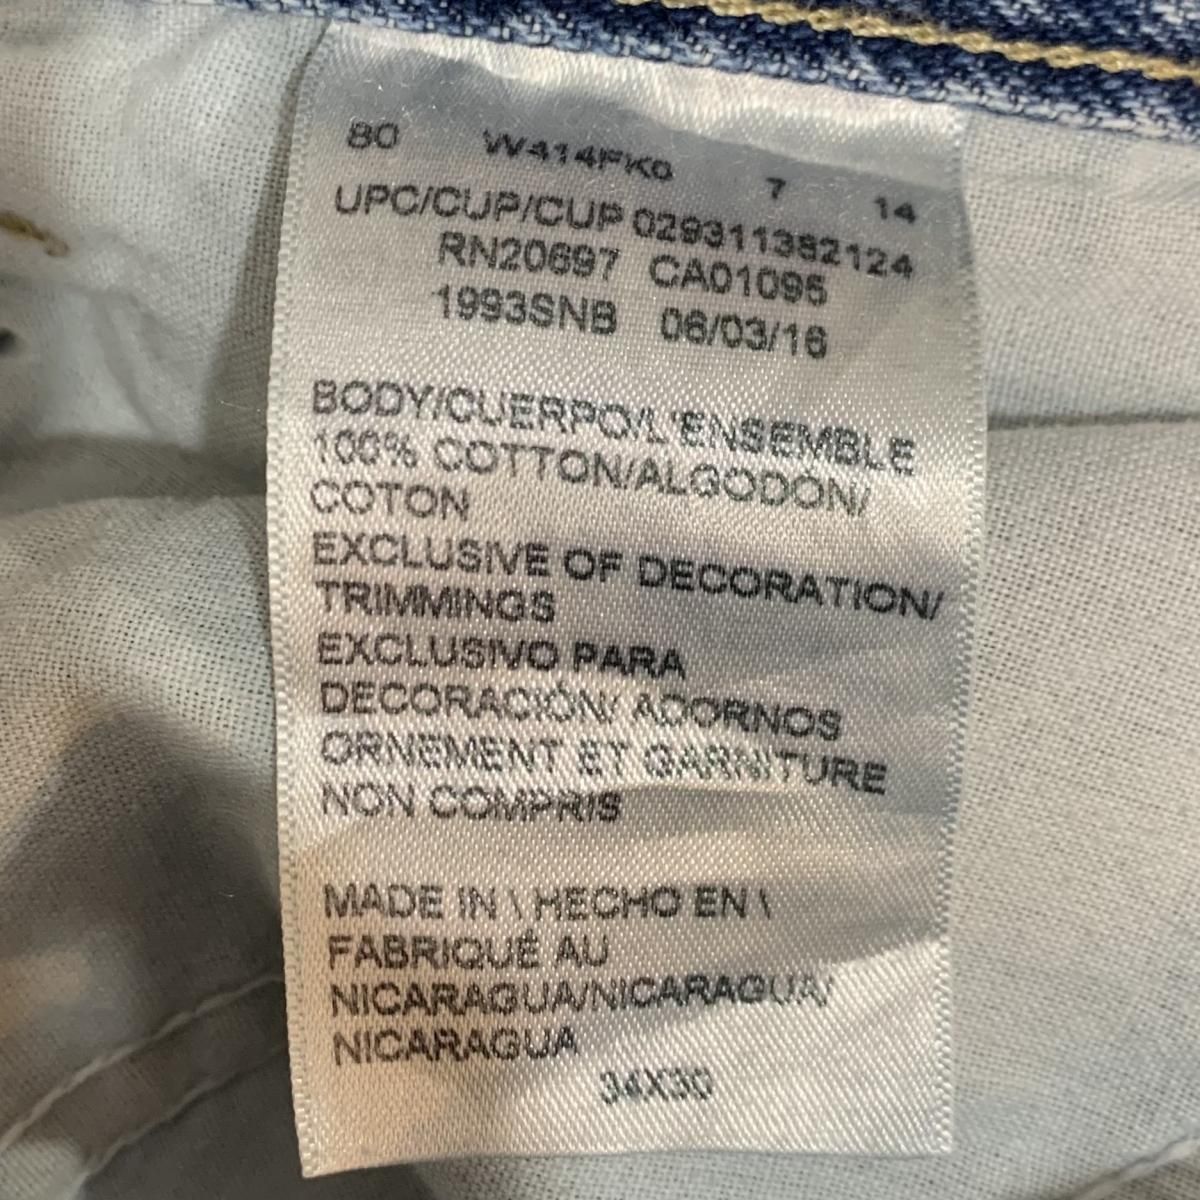 80 W414FK6 7 14
UPC/CUP/CUP 029311382124
RN20697 CA01095
1993SNB 06/03/16
BODY/CUERPO/L'ENSEMBLE
100% COTTON/ALGODÓN/
COTON
EXCLUSIVE OF DECORATION/
TRIMMINGS
EXCLUSIVO PARA
DECORACIÓN/ ADORNOS
ORNEMENT ET GARNITURE
NON COMPRIS
MADE IN \ HECHO EN \
FABRIQUÉ AU
NICARAGUA/NICARAGUA/
NICARAGUA
34X30